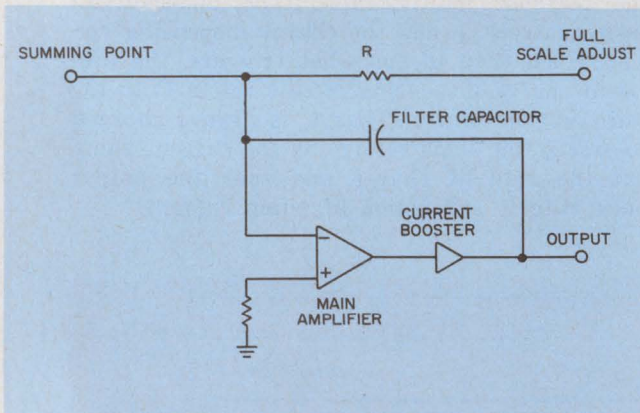 SUMMING POINT
R
FULL
SCALE ADJUST
FILTER CAPACITOR
CURRENT
BOOSTER
OUTPUT
−
+
MAIN
AMPLIFIER